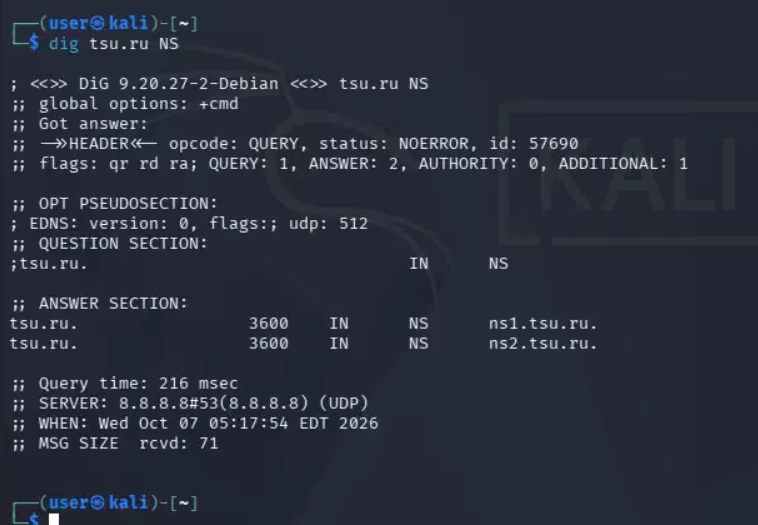 ┌──(user㉿kali)-[~]
└─$ dig tsu.ru NS
; <<>> DiG 9.20.27-2-Debian <<>> tsu.ru NS
;; global options: +cmd
;; Got answer:
;; ->>HEADER<<- opcode: QUERY, status: NOERROR, id: 57690
;; flags: qr rd ra; QUERY: 1, ANSWER: 2, AUTHORITY: 0, ADDITIONAL: 1
;; OPT PSEUDOSECTION:
; EDNS: version: 0, flags:; udp: 512
;; QUESTION SECTION:
;tsu.ru. IN NS
;; ANSWER SECTION:
tsu.ru. 3600 IN NS ns1.tsu.ru.
tsu.ru. 3600 IN NS ns2.tsu.ru.
;; Query time: 216 msec
;; SERVER: 8.8.8.8#53(8.8.8.8) (UDP)
;; WHEN: Wed Oct 07 05:17:54 EDT 2026
;; MSG SIZE rcvd: 71
┌──(user㉿kali)-[~]
└─$
KALI